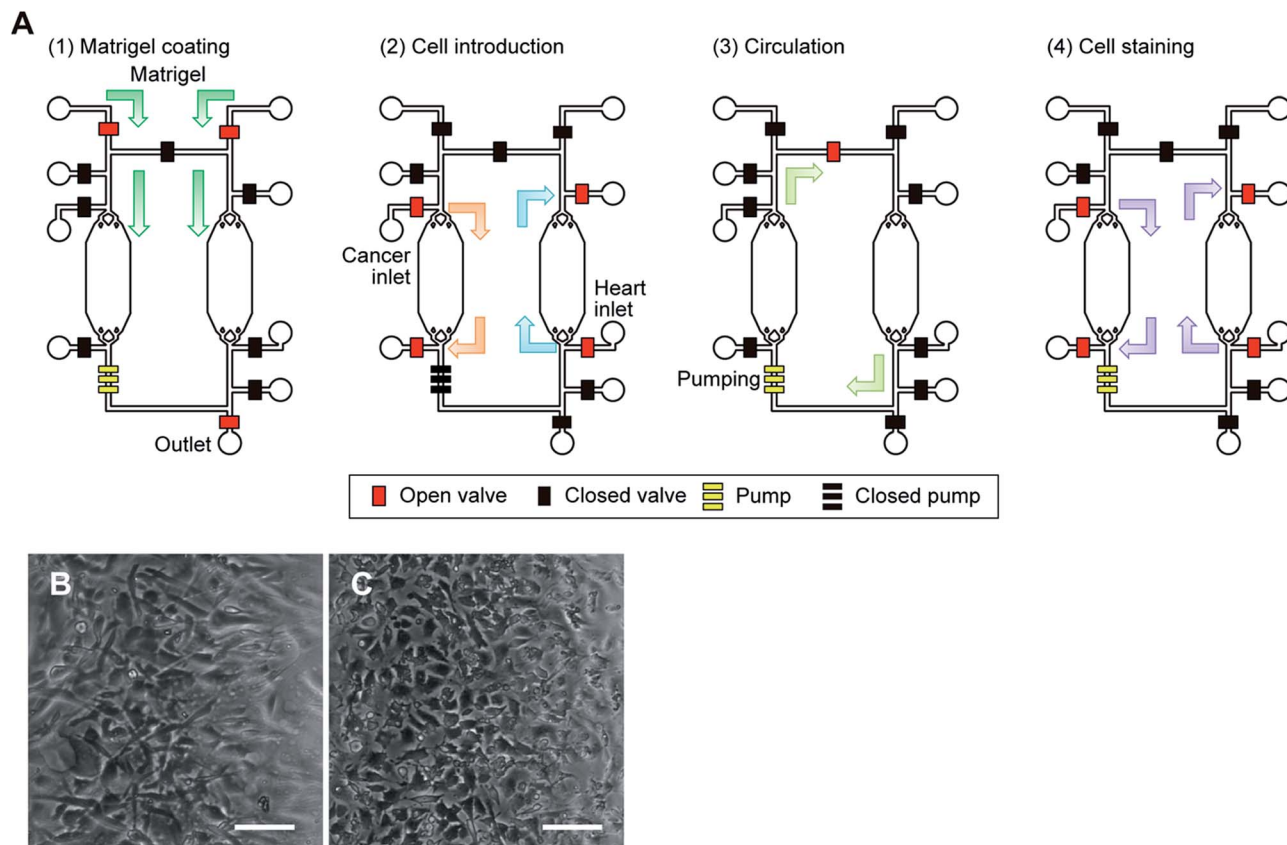 A
(1) Matrigel coating
Matrigel
(2) Cell introduction
(3) Circulation
(4) Cell staining
Cancer
inlet
Heart
inlet
Pumping
Outlet
Open valve
Closed valve
Pump
Closed pump
B
C